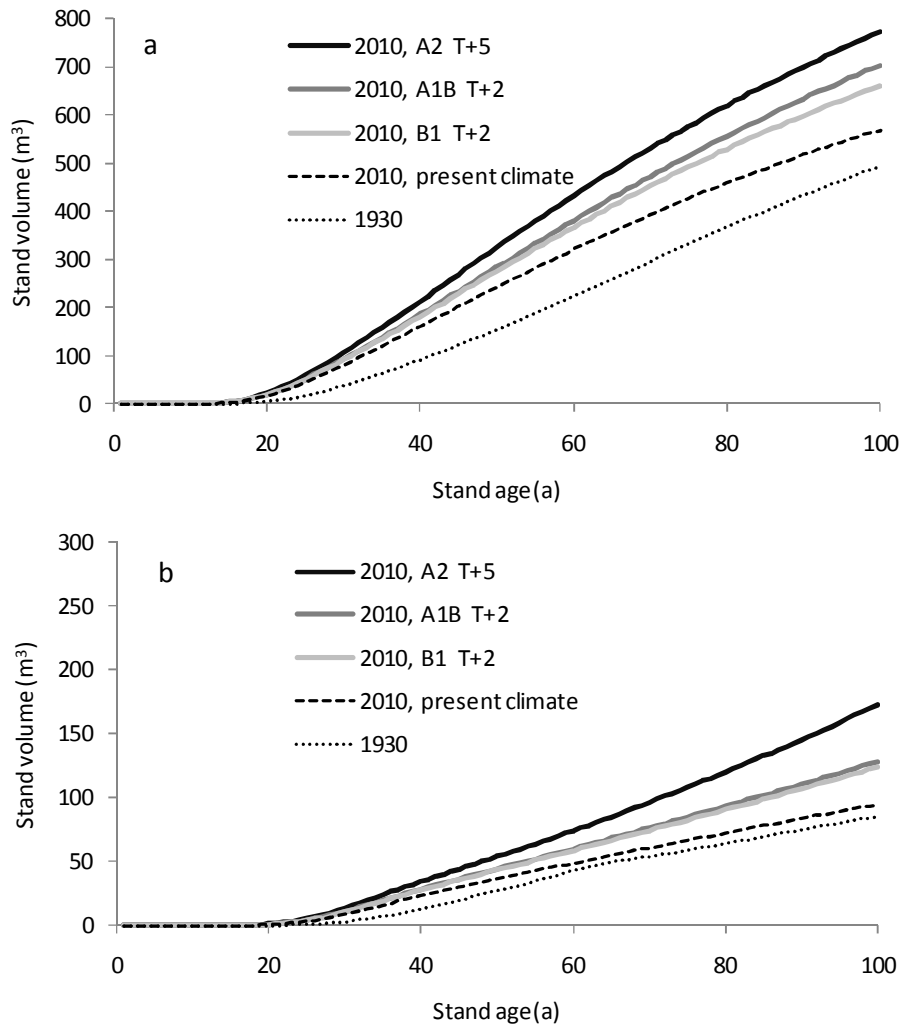 800
700
600
500
400
300
200
100
0
Stand volume (m³)
a
2010, A2 T+5
2010, A1B T+2
2010, B1 T+2
2010, present climate
1930
0 20 40 60 80 100
Stand age (a)
300
250
200
150
100
50
0
Stand volume (m³)
b
2010, A2 T+5
2010, A1B T+2
2010, B1 T+2
2010, present climate
1930
0 20 40 60 80 100
Stand age (a)